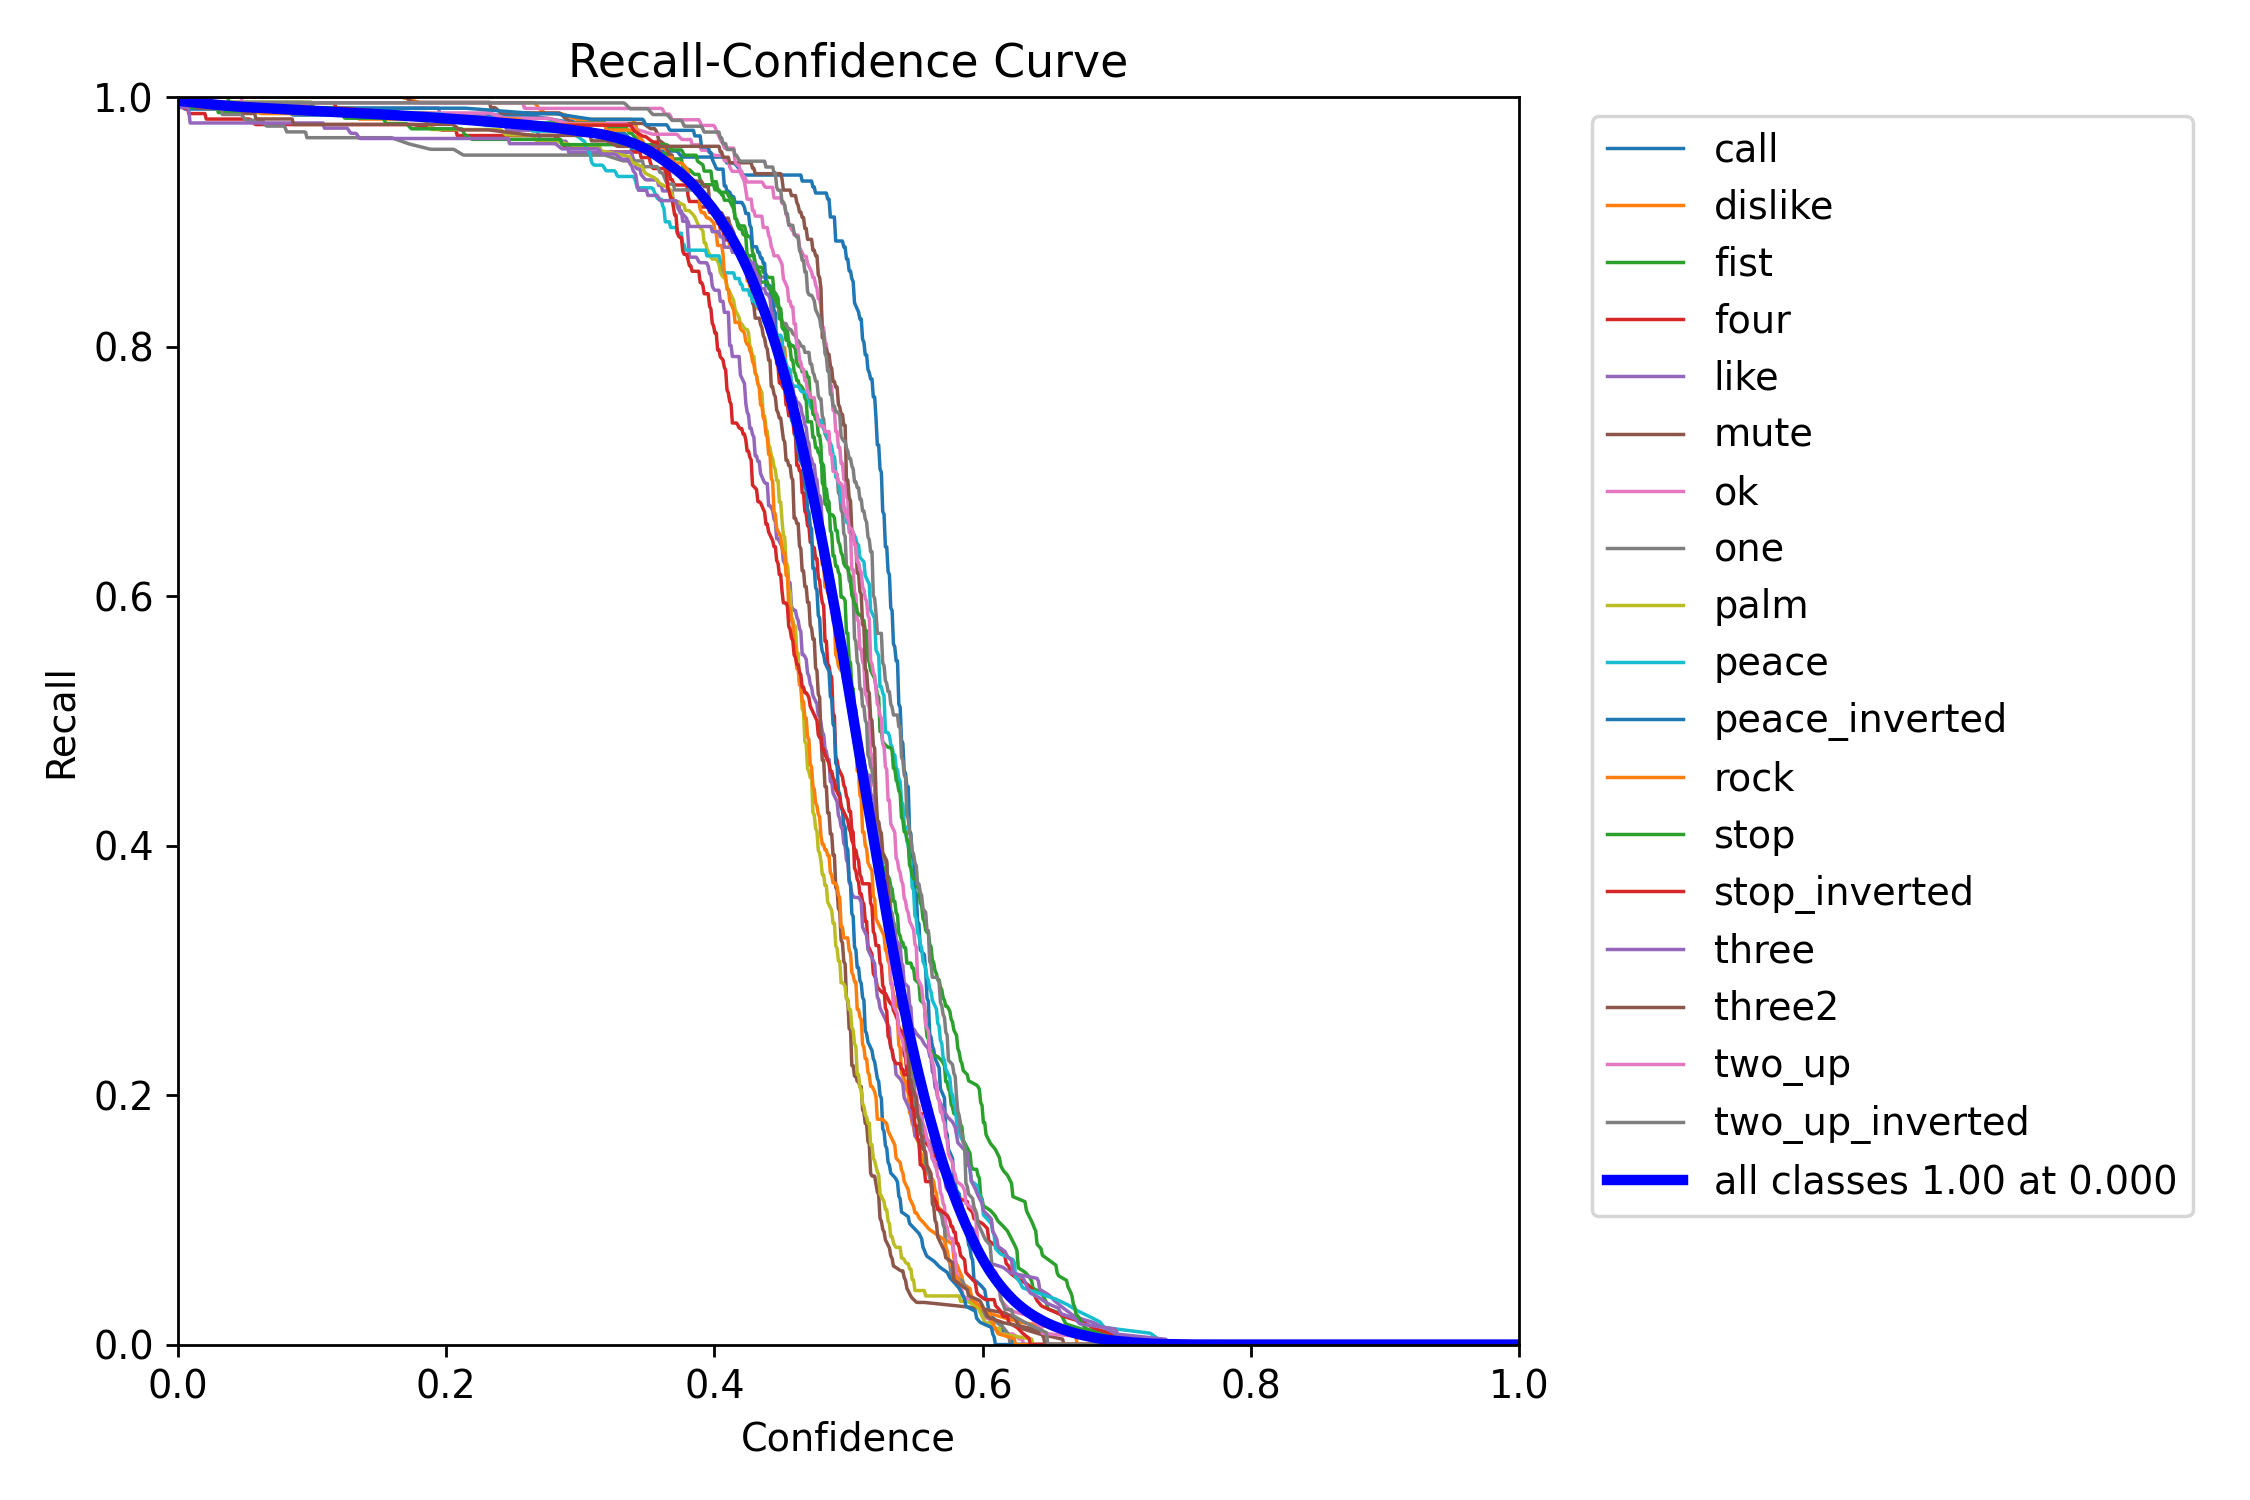 Recall-Confidence Curve
1.0
0.8
0.6
0.4
0.2
0.0
Recall
0.0 0.2 0.4 0.6 0.8 1.0
Confidence
call
dislike
fist
four
like
mute
ok
one
palm
peace
peace_inverted
rock
stop
stop_inverted
three
three2
two_up
two_up_inverted
all classes 1.00 at 0.000